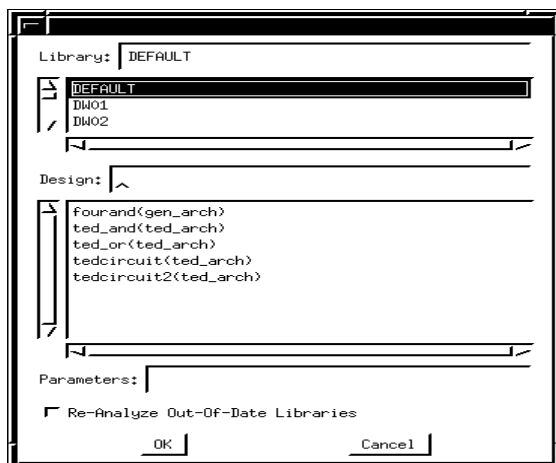 Library: DEFAULT
DEFAULT
DW01
DW02
Design:
fourand(gen_arch)
ted_and(ted_arch)
ted_or(ted_arch)
tedcircuit(ted_arch)
tedcircuit2(ted_arch)
Parameters:
Re-Analyze Out-Of-Date Libraries
OK Cancel